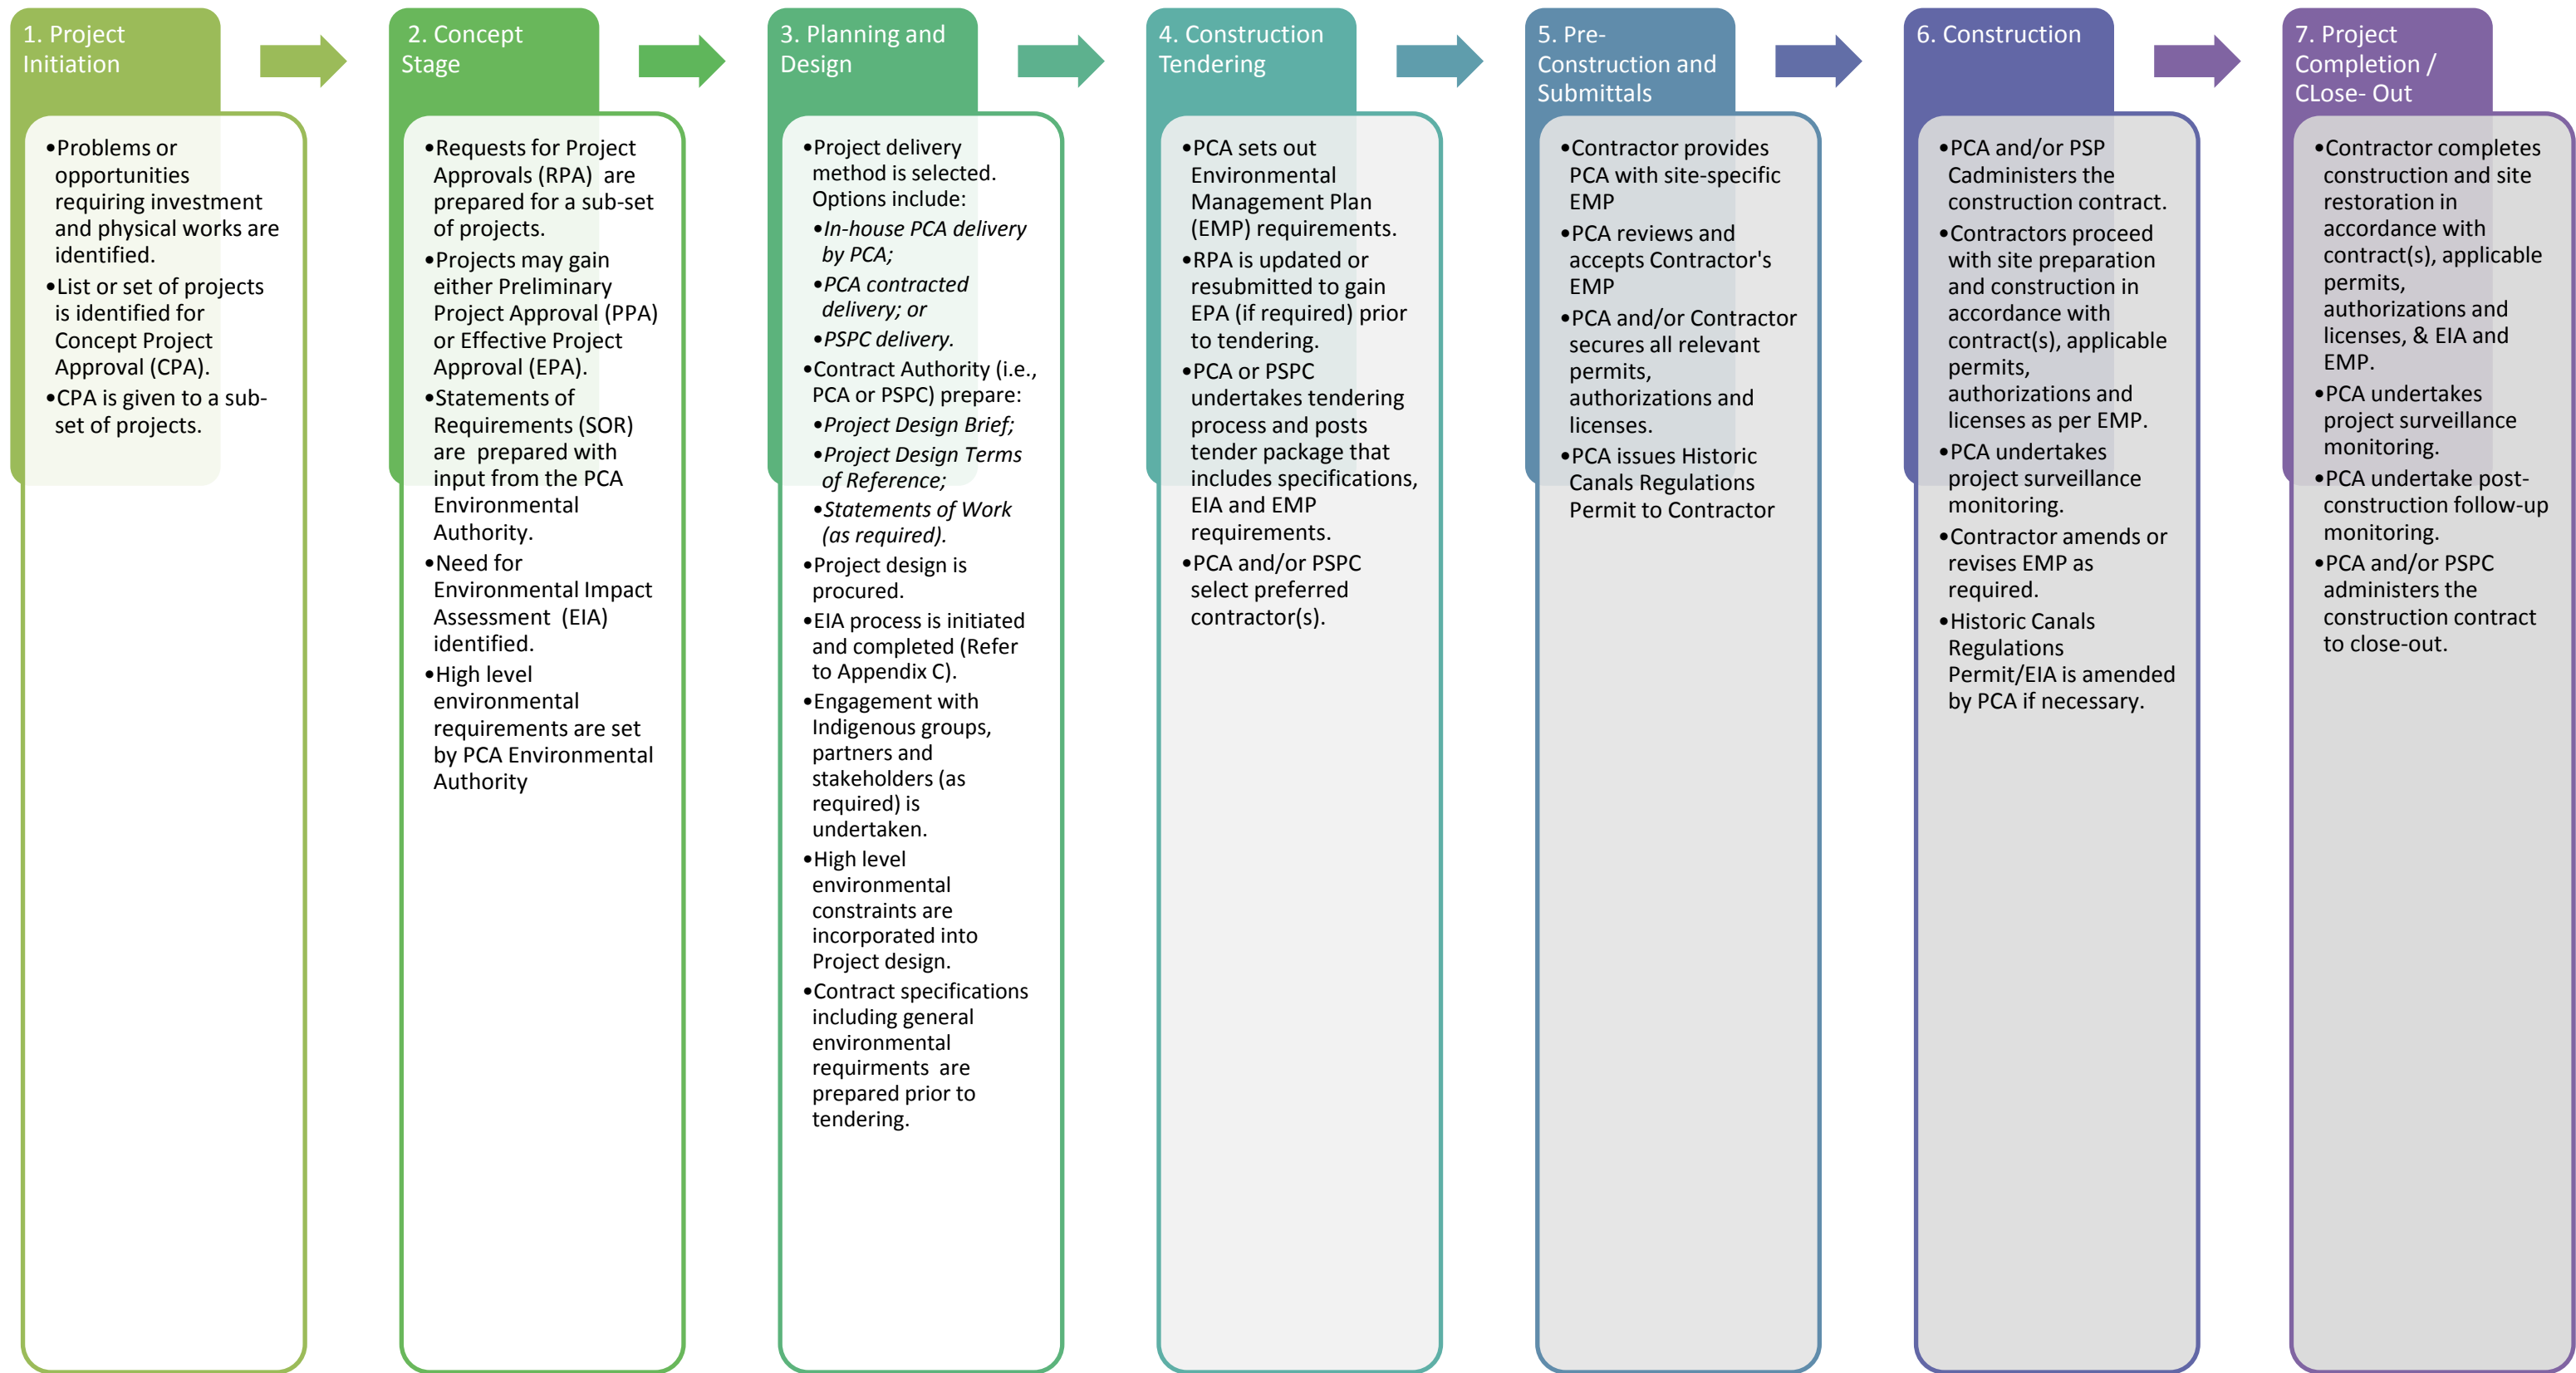 1. Project
Initiation
•Problems or
opportunities
requiring investment
and physical works are
identified.
•List or set of projects
is identified for
Concept Project
Approval (CPA).
•CPA is given to a sub-
set of projects.
2. Concept
Stage
•Requests for Project
Approvals (RPA)  are
prepared for a sub-set
of projects.
•Projects may gain
either Preliminary
Project Approval (PPA)
or Effective Project
Approval (EPA).
•Statements of
Requirements (SOR)
are  prepared with
input from the PCA
Environmental
Authority.
•Need for
Environmental Impact
Assessment  (EIA)
identified.
•High level
environmental
requirements are set
by PCA Environmental
Authority
3. Planning and
Design
•Project delivery
method is selected.
Options include:
•In-house PCA delivery
by PCA;
•PCA contracted
delivery; or
•PSPC delivery.
•Contract Authority (i.e.,
PCA or PSPC) prepare:
•Project Design Brief;
•Project Design Terms
of Reference;
•Statements of Work
(as required).
•Project design is
procured.
•EIA process is initiated
and completed (Refer
to Appendix C).
•Engagement with
Indigenous groups,
partners and
stakeholders (as
required) is
undertaken.
•High level
environmental
constraints are
incorporated into
Project design.
•Contract specifications
including general
environmental
requirments  are
prepared prior to
tendering.
4. Construction
Tendering
•PCA sets out
Environmental
Management Plan
(EMP) requirements.
•RPA is updated or
resubmitted to gain
EPA (if required) prior
to tendering.
•PCA or PSPC
undertakes tendering
process and posts
tender package that
includes specifications,
EIA and EMP
requirements.
•PCA and/or PSPC
select preferred
contractor(s).
5. Pre-
Construction and
Submittals
•Contractor provides
PCA with site-specific
EMP
•PCA reviews and
accepts Contractor's
EMP
•PCA and/or Contractor
secures all relevant
permits,
authorizations and
licenses.
•PCA issues Historic
Canals Regulations
Permit to Contractor
6. Construction
•PCA and/or PSP
Cadministers the
construction contract.
•Contractors proceed
with site preparation
and construction in
accordance with
contract(s), applicable
permits,
authorizations and
licenses as per EMP.
•PCA undertakes
project surveillance
monitoring.
•Contractor amends or
revises EMP as
required.
•Historic Canals
Regulations
Permit/EIA is amended
by PCA if necessary.
7. Project
Completion /
CLose- Out
•Contractor completes
construction and site
restoration in
accordance with
contract(s), applicable
permits,
authorizations and
licenses, & EIA and
EMP.
•PCA undertakes
project surveillance
monitoring.
•PCA undertake post-
construction follow-up
monitoring.
•PCA and/or PSPC
administers the
construction contract
to close-out.